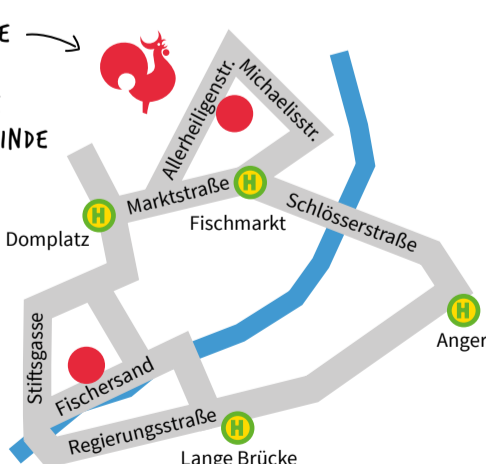 E
INDE
Allerheiligenstr.
Michaelisstr.
H
Marktstraße
H
Fischmarkt
Domplatz
Schlösserstraße
H
Anger
Stiftsgasse
Fischersand
Regierungsstraße
H
Lange Brücke